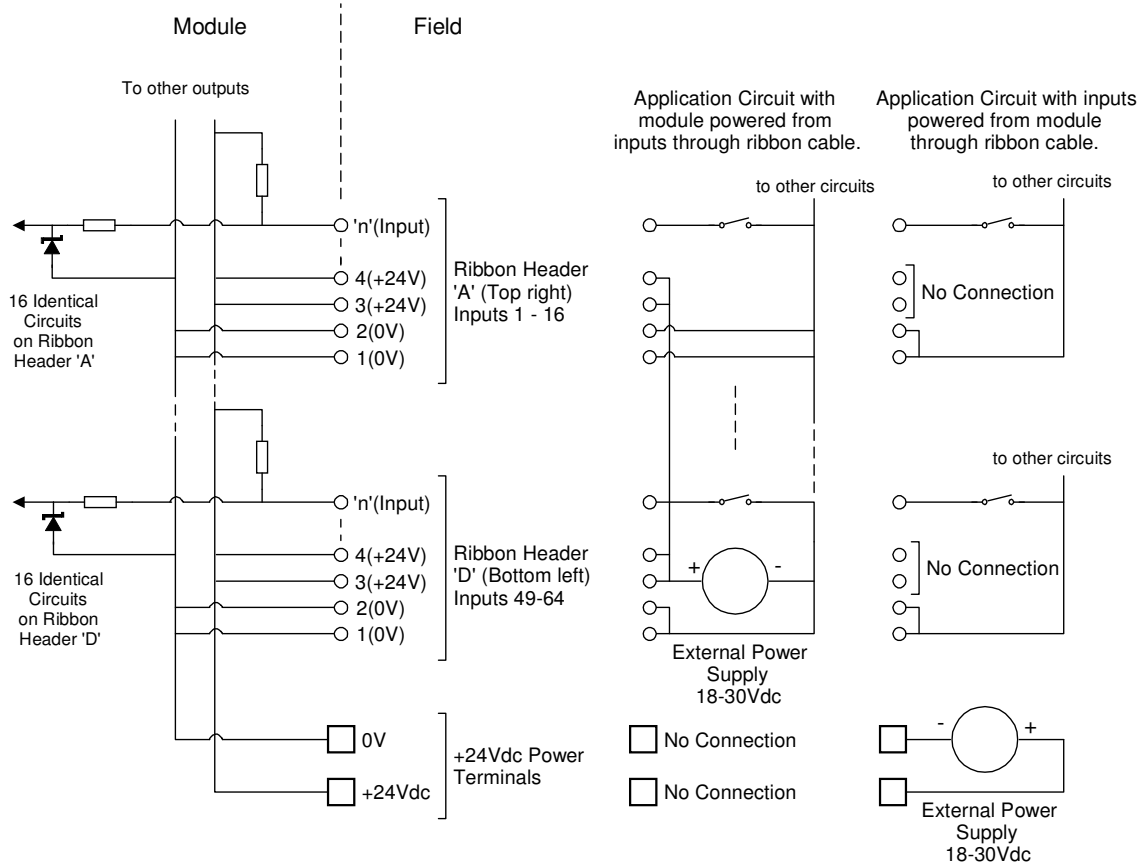 Module
Field
To other outputs
'n'(Input)
4(+24V)
3(+24V)
2(0V)
1(0V)
Ribbon Header
'A' (Top right)
Inputs 1 - 16
16 Identical
Circuits
on Ribbon
Header 'A'
'n'(Input)
4(+24V)
3(+24V)
2(0V)
1(0V)
Ribbon Header
'D' (Bottom left)
Inputs 49-64
16 Identical
Circuits
on Ribbon
Header 'D'
0V
+24Vdc
+24Vdc Power
Terminals
Application Circuit with
module powered from
inputs through ribbon cable.
to other circuits
+
-
External Power
Supply
18-30Vdc
No Connection
No Connection
Application Circuit with inputs
powered from module
through ribbon cable.
to other circuits
No Connection
to other circuits
No Connection
-
+
External Power
Supply
18-30Vdc